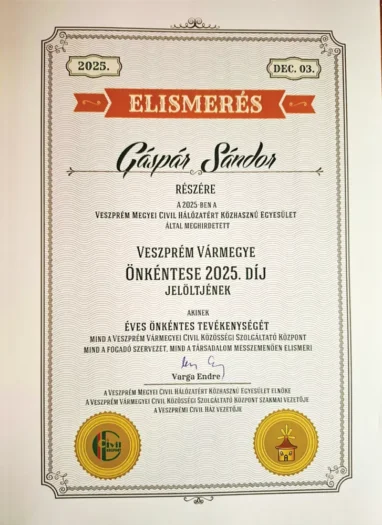 2025.
DEC. 03.
ELISMERÉS
Gáspár Sándor
RÉSZÉRE
A 2025-BEN A
VESZPRÉM MEGYEI CIVIL HÁLÓZATÉRT KÖZHASZNÚ EGYESÜLET
ÁLTAL MEGHIRDETETT
VESZPRÉM VÁRMEGYE
ÖNKÉNTESE 2025. DÍJ
JELÖLTJÉNEK
AKINEK
ÉVES ÖNKÉNTES TEVÉKENYSÉGÉT
MIND A VESZPRÉM VÁRMEGYEI CIVIL KÖZÖSSÉGI SZOLGÁLTATÓ KÖZPONT
MIND A FOGADÓ SZERVEZET, MIND A TÁRSADALOM MESSZEMENŐEN ELISMERI
Varga Endre
A VESZPRÉM MEGYEI CIVIL HÁLÓZATÉRT KÖZHASZNÚ EGYESÜLET ELNÖKE
A VESZPRÉM VÁRMEGYEI CIVIL KÖZÖSSÉGI SZOLGÁLTATÓ KÖZPONT SZAKMAI VEZETŐJE
A VESZPRÉMI CIVIL HÁZ VEZETŐJE
Civil